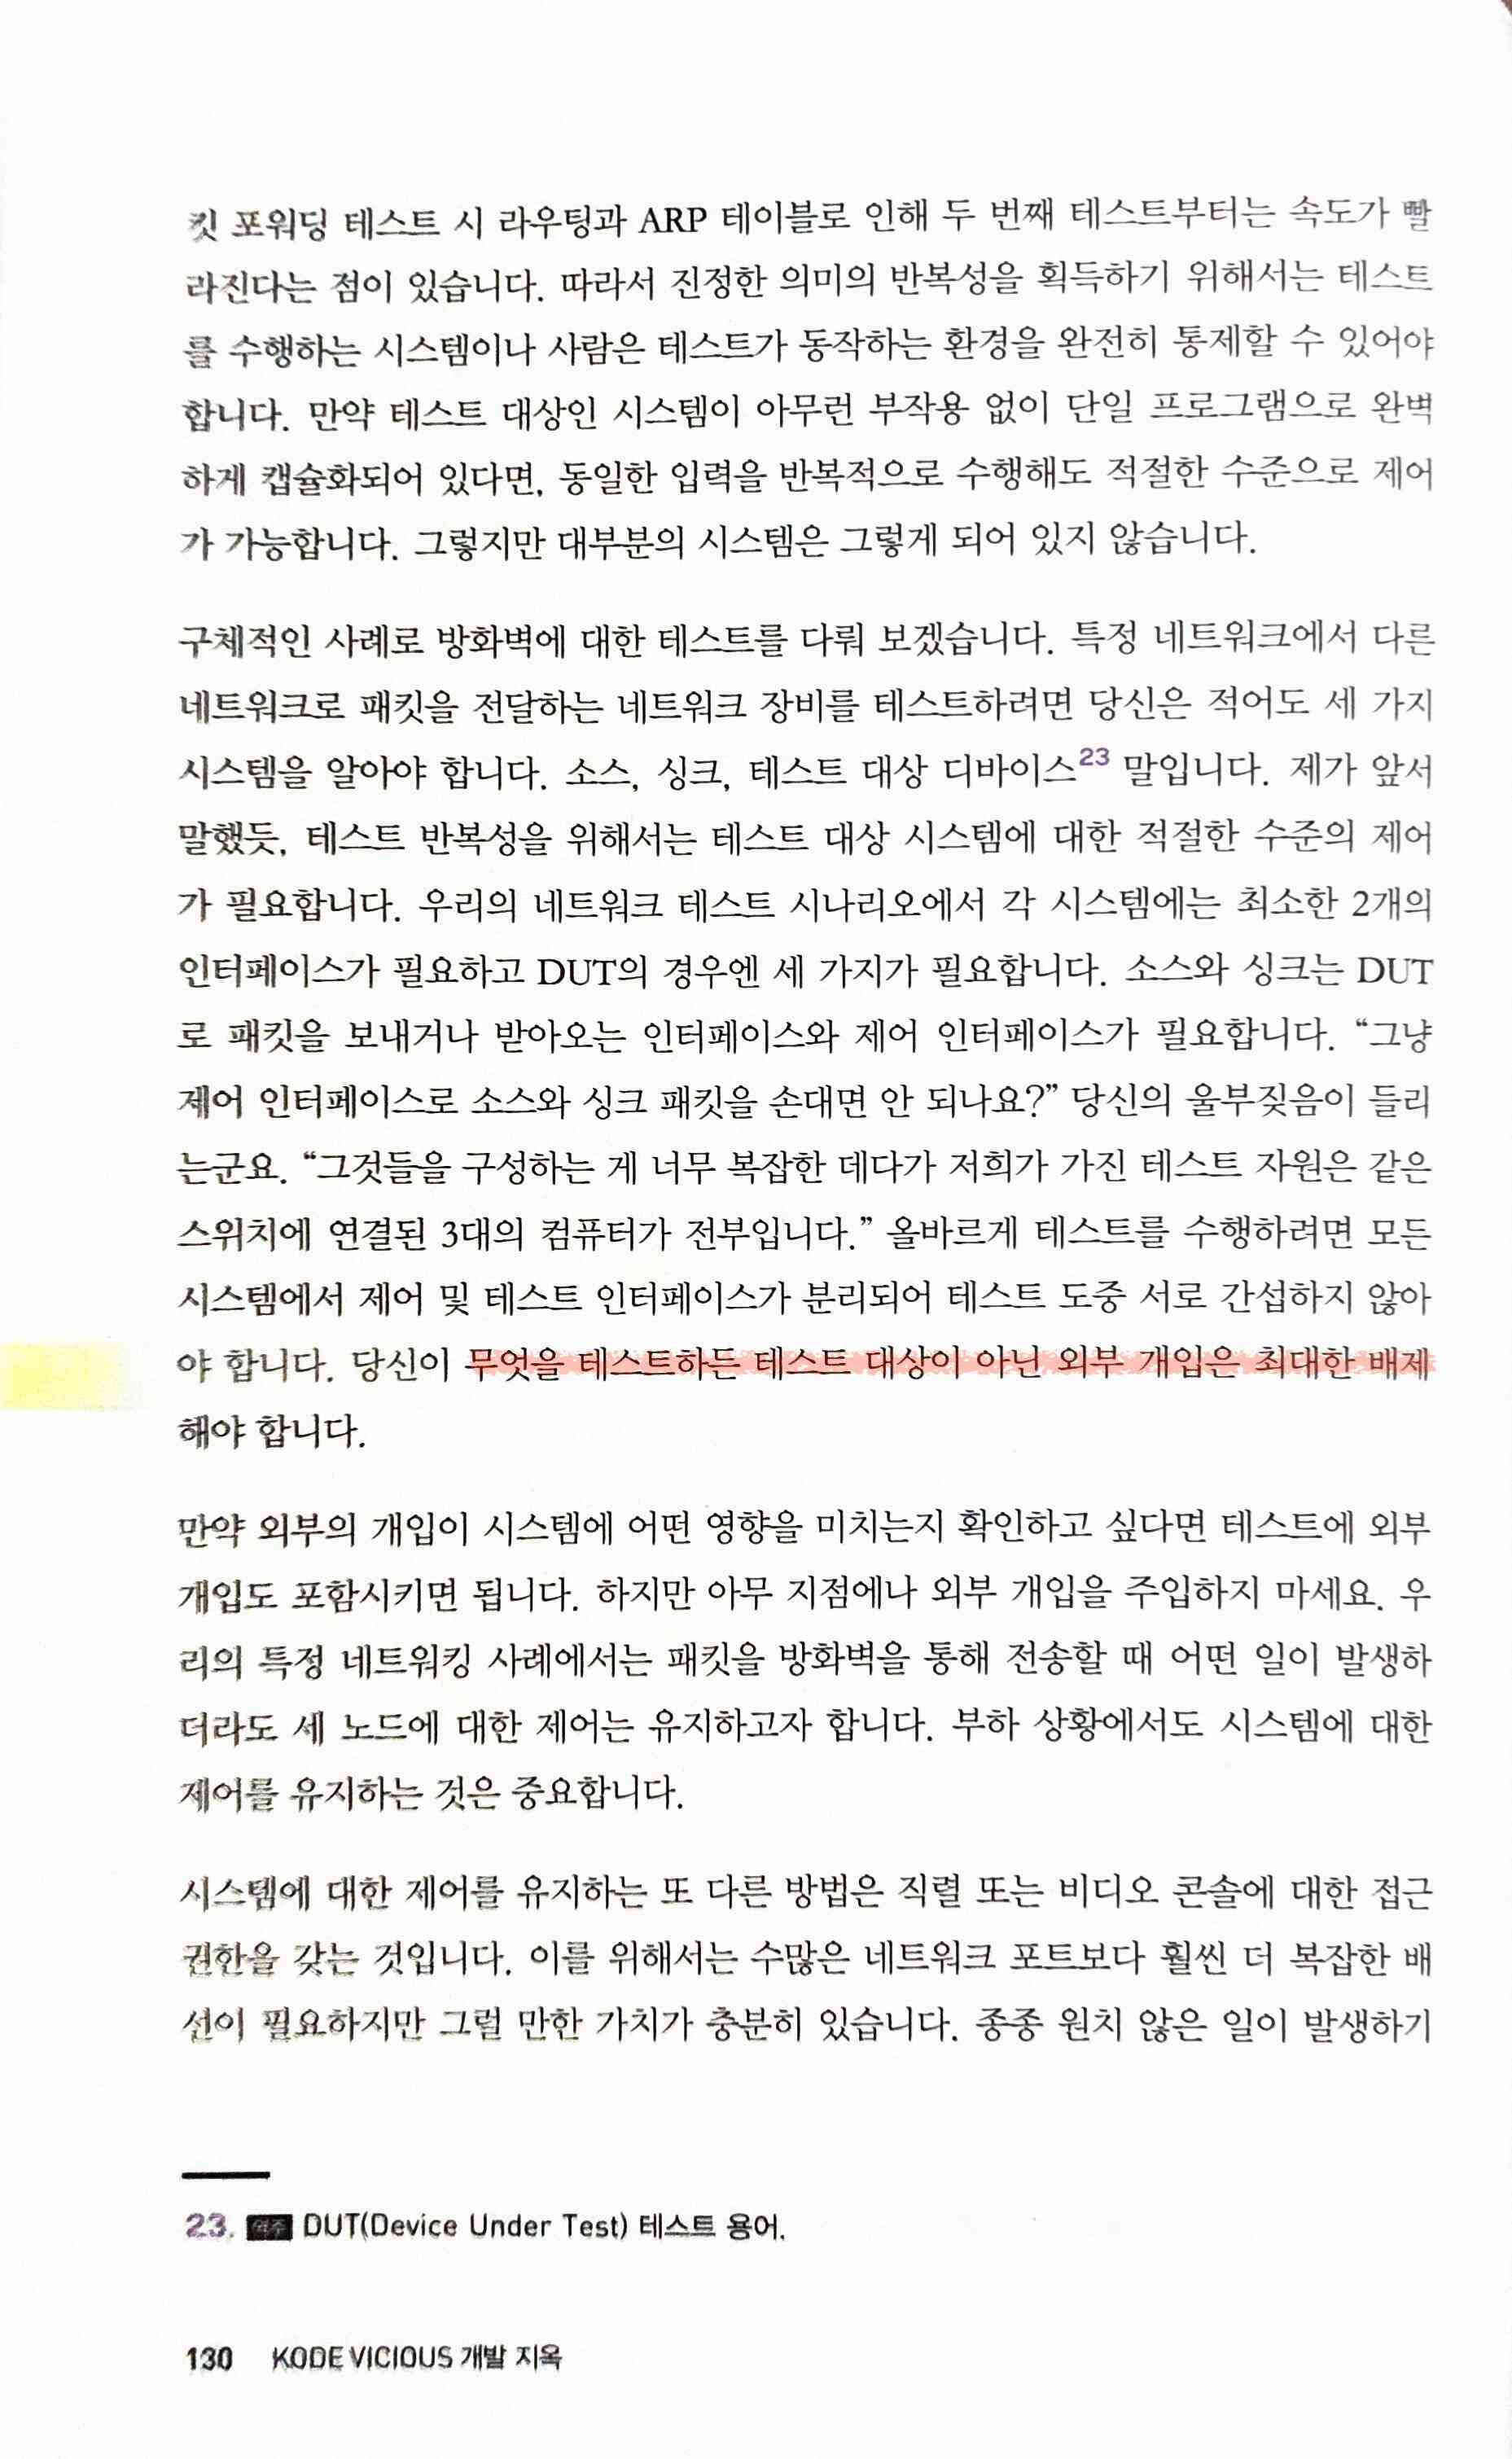 킷 포워딩 테스트 시 라우팅과 ARP 테이블로 인해 두 번째 테스트부터는 속도가 빨
라진다는 점이 있습니다. 따라서 진정한 의미의 반복성을 획득하기 위해서는 테스트
를 수행하는 시스템이나 사람은 테스트가 동작하는 환경을 완전히 통제할 수 있어야
합니다. 만약 테스트 대상인 시스템이 아무런 부작용 없이 단일 프로그램으로 완벽
하게 캡슐화되어 있다면, 동일한 입력을 반복적으로 수행해도 적절한 수준으로 제어
가 가능합니다. 그렇지만 대부분의 시스템은 그렇게 되어 있지 않습니다.
구체적인 사례로 방화벽에 대한 테스트를 다뤄 보겠습니다. 특정 네트워크에서 다른
네트워크로 패킷을 전달하는 네트워크 장비를 테스트하려면 당신은 적어도 세 가지
시스템을 알아야 합니다. 소스, 싱크, 테스트 대상 디바이스23 말입니다. 제가 앞서
말했듯, 테스트 반복성을 위해서는 테스트 대상 시스템에 대한 적절한 수준의 제어
가 필요합니다. 우리의 네트워크 테스트 시나리오에서 각 시스템에는 최소한 2개의
인터페이스가 필요하고 DUT의 경우엔 세 가지가 필요합니다. 소스와 싱크는 DUT
로 패킷을 보내거나 받아오는 인터페이스와 제어 인터페이스가 필요합니다. “그냥
제어 인터페이스로 소스와 싱크 패킷을 손대면 안 되나요?” 당신의 울부짖음이 들리
는군요. “그것들을 구성하는 게 너무 복잡한 데다가 저희가 가진 테스트 자원은 같은
스위치에 연결된 3대의 컴퓨터가 전부입니다.” 올바르게 테스트를 수행하려면 모든
시스템에서 제어 및 테스트 인터페이스가 분리되어 테스트 도중 서로 간섭하지 않아
야 합니다. 당신이 무엇을 테스트하든 테스트 대상이 아닌 외부 개입은 최대한 배제
해야 합니다.
만약 외부의 개입이 시스템에 어떤 영향을 미치는지 확인하고 싶다면 테스트에 외부
개입도 포함시키면 됩니다. 하지만 아무 지점에나 외부 개입을 주입하지 마세요. 우
리의 특정 네트워킹 사례에서는 패킷을 방화벽을 통해 전송할 때 어떤 일이 발생하
더라도 세 노드에 대한 제어는 유지하고자 합니다. 부하 상황에서도 시스템에 대한
제어를 유지하는 것은 중요합니다.
시스템에 대한 제어를 유지하는 또 다른 방법은 직렬 또는 비디오 콘솔에 대한 접근
권한을 갖는 것입니다. 이를 위해서는 수많은 네트워크 포트보다 훨씬 더 복잡한 배
선이 필요하지만 그럴 만한 가치가 충분히 있습니다. 종종 원치 않은 일이 발생하기
23. 역주 DUT(Device Under Test) 테스트 용어.
130 KODE VICIOUS 개발 지옥